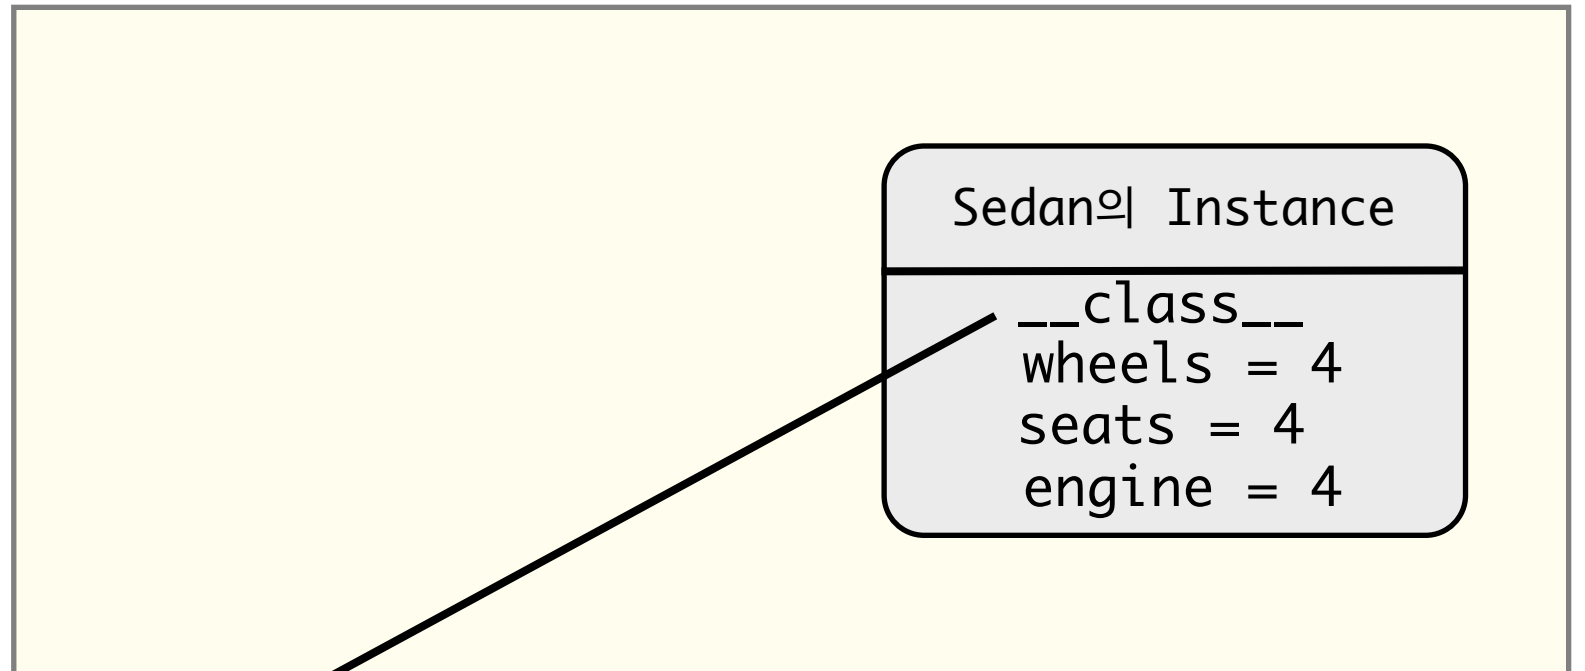 Sedan의 Instance
__class__
wheels = 4
seats = 4
engine = 4